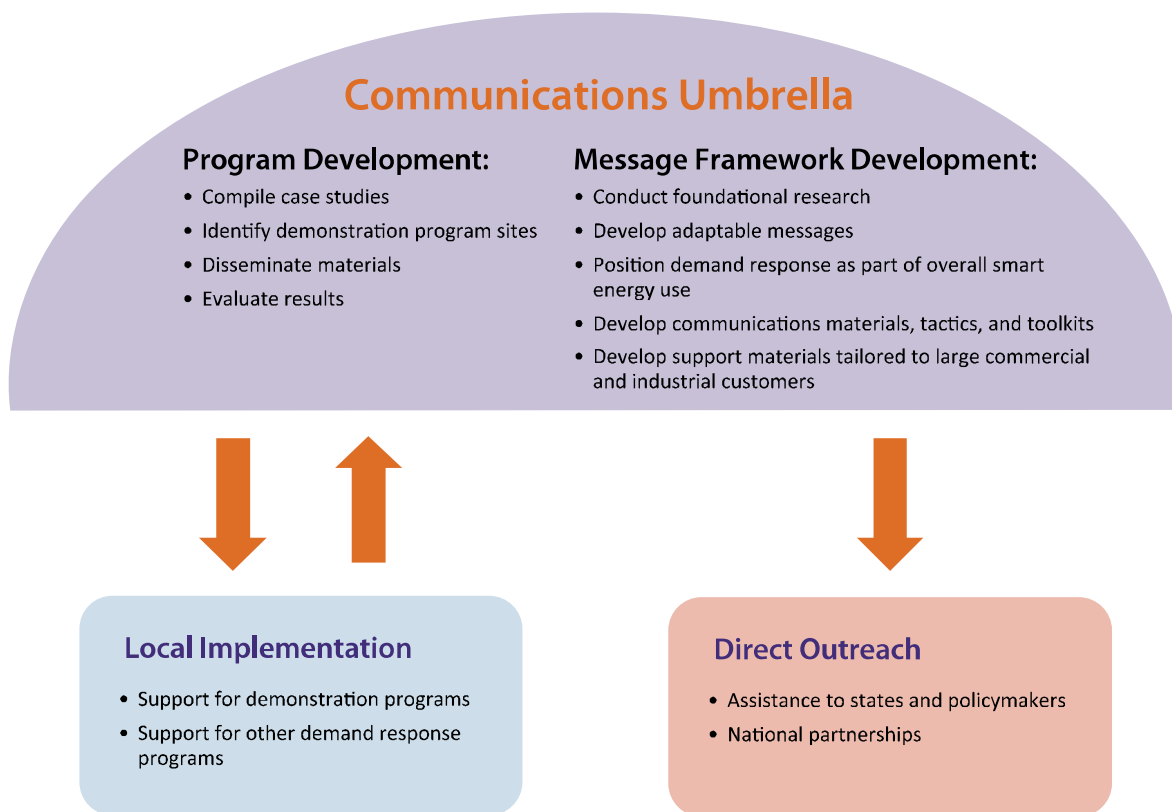 Communications Umbrella
Program Development:
• Compile case studies
• Identify demonstration program sites
• Disseminate materials
• Evaluate results
Message Framework Development:
• Conduct foundational research
• Develop adaptable messages
• Position demand response as part of overall smart
energy use
• Develop communications materials, tactics, and toolkits
• Develop support materials tailored to large commercial
and industrial customers
Local Implementation
• Support for demonstration programs
• Support for other demand response
programs
Direct Outreach
• Assistance to states and policymakers
• National partnerships